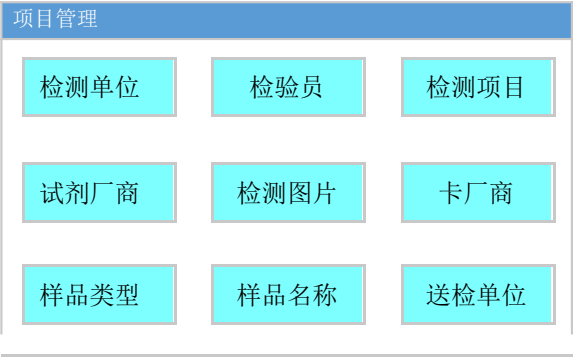 项目管理
检测单位 检验员 检测项目
试剂厂商 检测图片 卡厂商
样品类型 样品名称 送检单位